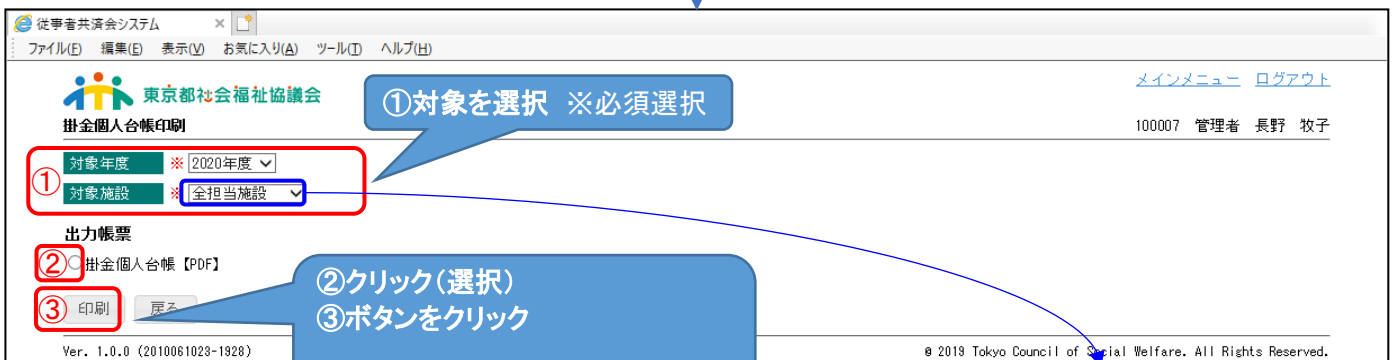 従事者共済会システム
ファイル(F) 編集(E) 表示(V) お気に入り(A) ツール(T) ヘルプ(H)
東京都社会福祉協議会
メインメニュー ログアウト
①対象を選択 ※必須選択
掛金個人台帳印刷
100007 管理者 長野 牧子
①
対象年度 ※ 2020年度
対象施設 ※ 全担当施設
出力帳票
② 掛金個人台帳【PDF】
②クリック(選択)
③ボタンをクリック
③ 印刷 戻る
Ver. 1.0.0 (2010061023-1928)
© 2019 Tokyo Council of Social Welfare. All Rights Reserved.